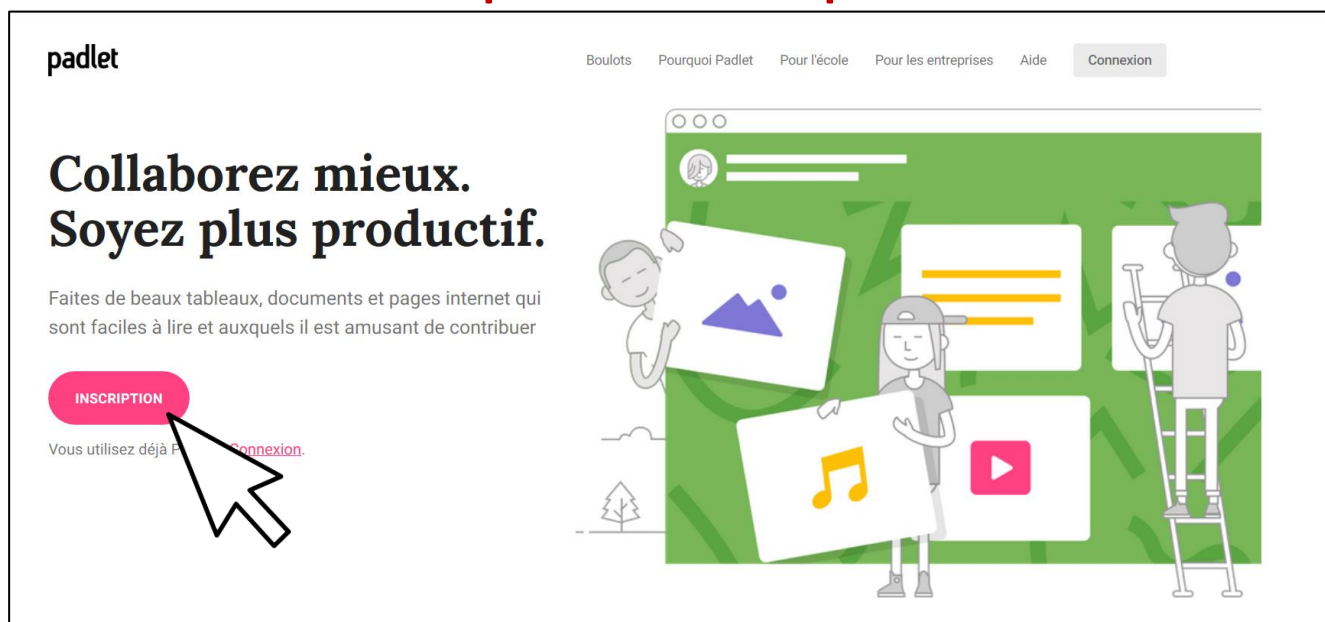 padlet
Boulots Pourquoi Padlet Pour l'école Pour les entreprises Aide Connexion
Collaborez mieux.
Soyez plus productif.
Faites de beaux tableaux, documents et pages internet qui
sont faciles à lire et auxquels il est amusant de contribuer
INSCRIPTION
Vous utilisez déjà Connexion.